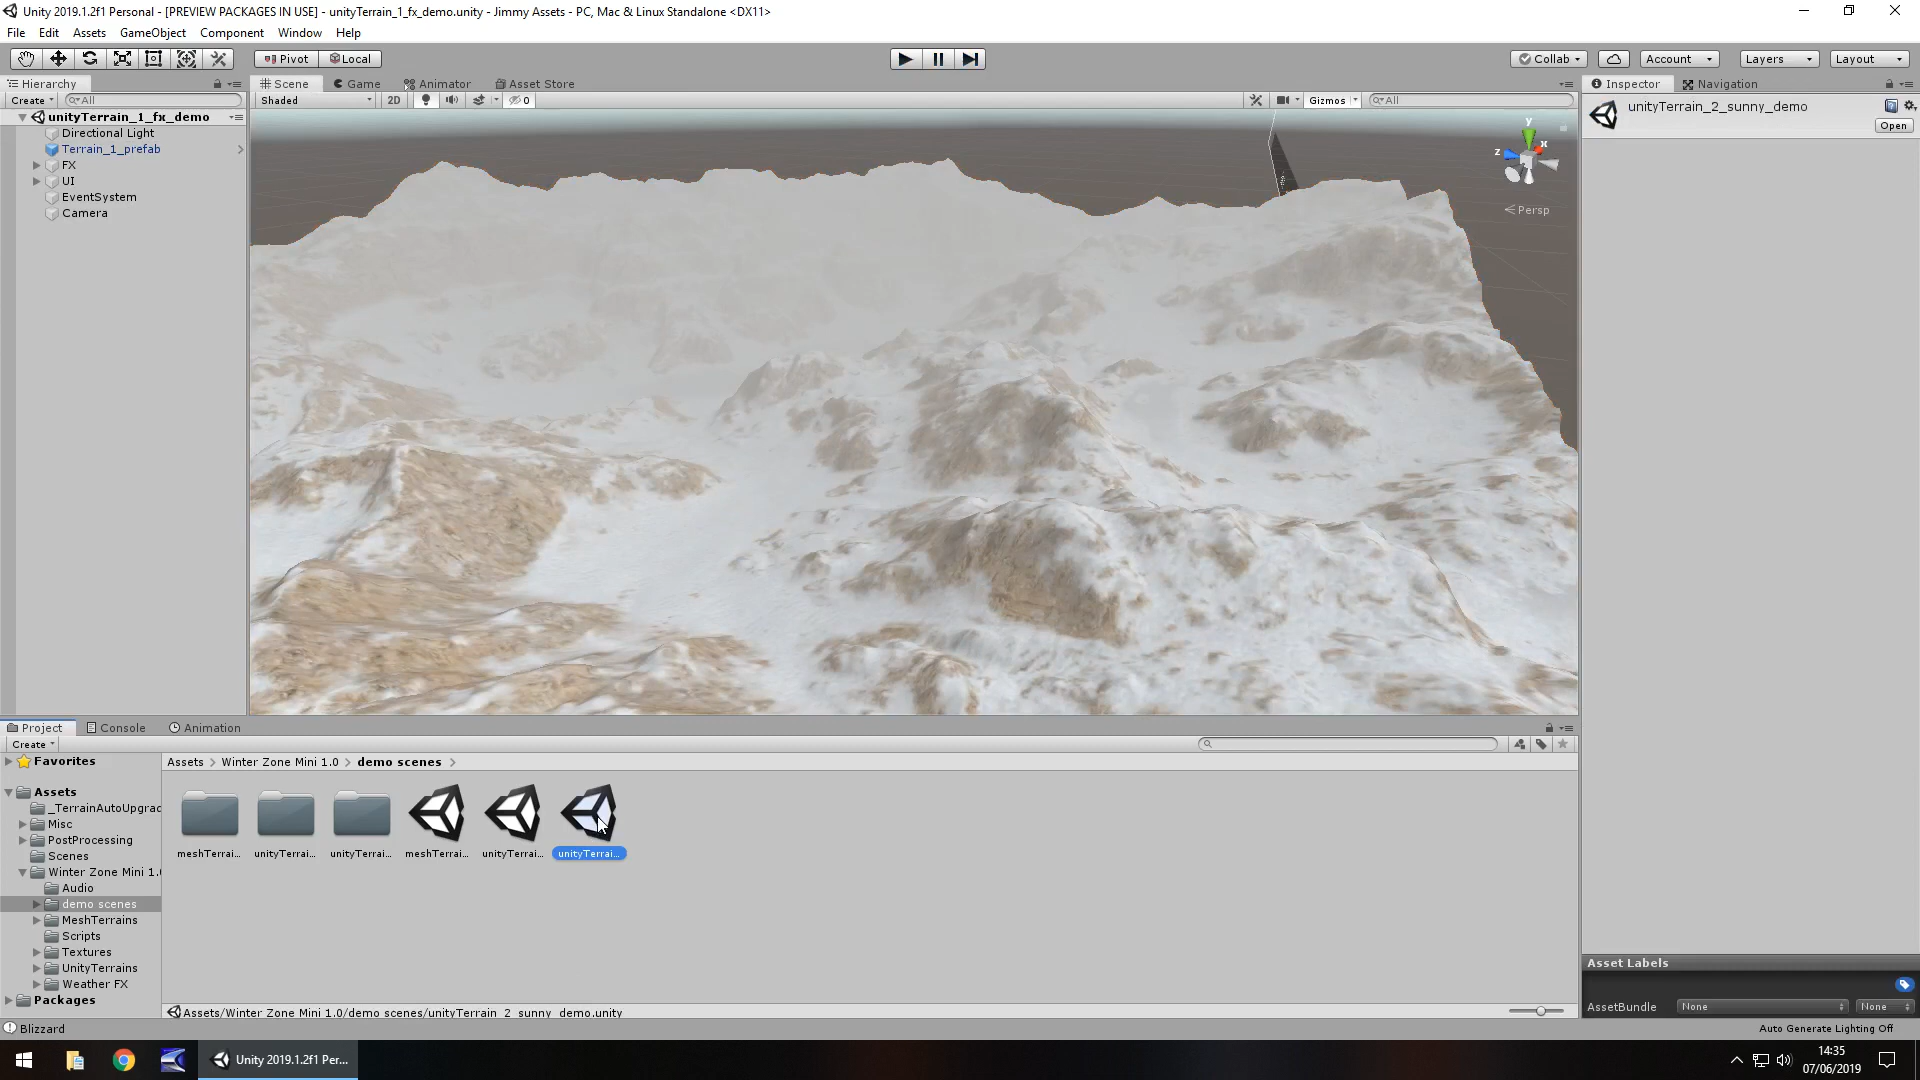 Unity 2019.1.2f1 Personal - [PREVIEW PACKAGES IN USE] - unityTerrain_1_fx_demo.unity - Jimmy Assets - PC, Mac & Linux Standalone <DX11>
File Edit Assets GameObject Component Window Help
Pivot Local Collab Account Layers Layout
Hierarchy Scene Game Animator Asset Store Inspector Navigation
Create All Shaded 2D 0 Gizmos All
unityTerrain_2_sunny_demo
Open
unityTerrain_1_fx_demo
Directional Light
Terrain_1_prefab
FX
UI
EventSystem
Camera
y
x
z
Persp
Project Console Animation
Create
Favorites
Assets > Winter Zone Mini 1.0 > demo scenes >
Assets
_TerrainAutoUpgrad
Misc
PostProcessing
Scenes
Winter Zone Mini 1.
Audio
demo scenes
MeshTerrains
Scripts
Textures
UnityTerrains
Weather FX
Packages
meshTerrai... unityTerrai... unityTerrai... meshTerrai... unityTerrai... unityTerrai...
Assets/Winter Zone Mini 1.0/demo scenes/unityTerrain_2_sunny_demo.unity
Asset Labels
AssetBundle None None
Blizzard
Auto Generate Lighting Off
Unity 2019.1.2f1 Per...
14:35
07/06/2019